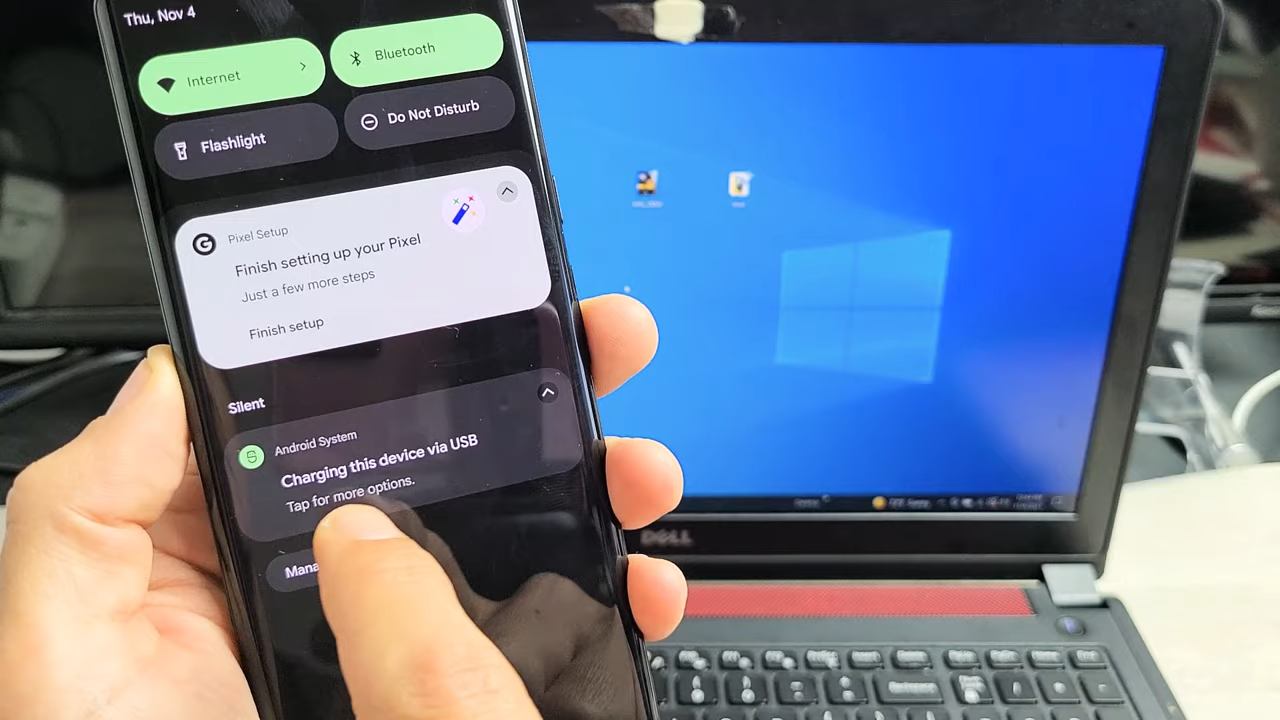 Thu, Nov 4
Internet
Bluetooth
Flashlight
Do Not Disturb
Pixel Setup
Finish setting up your Pixel
Just a few more steps
Finish setup
Silent
Android System
Charging this device via USB
Tap for more options.
Mana
DELL